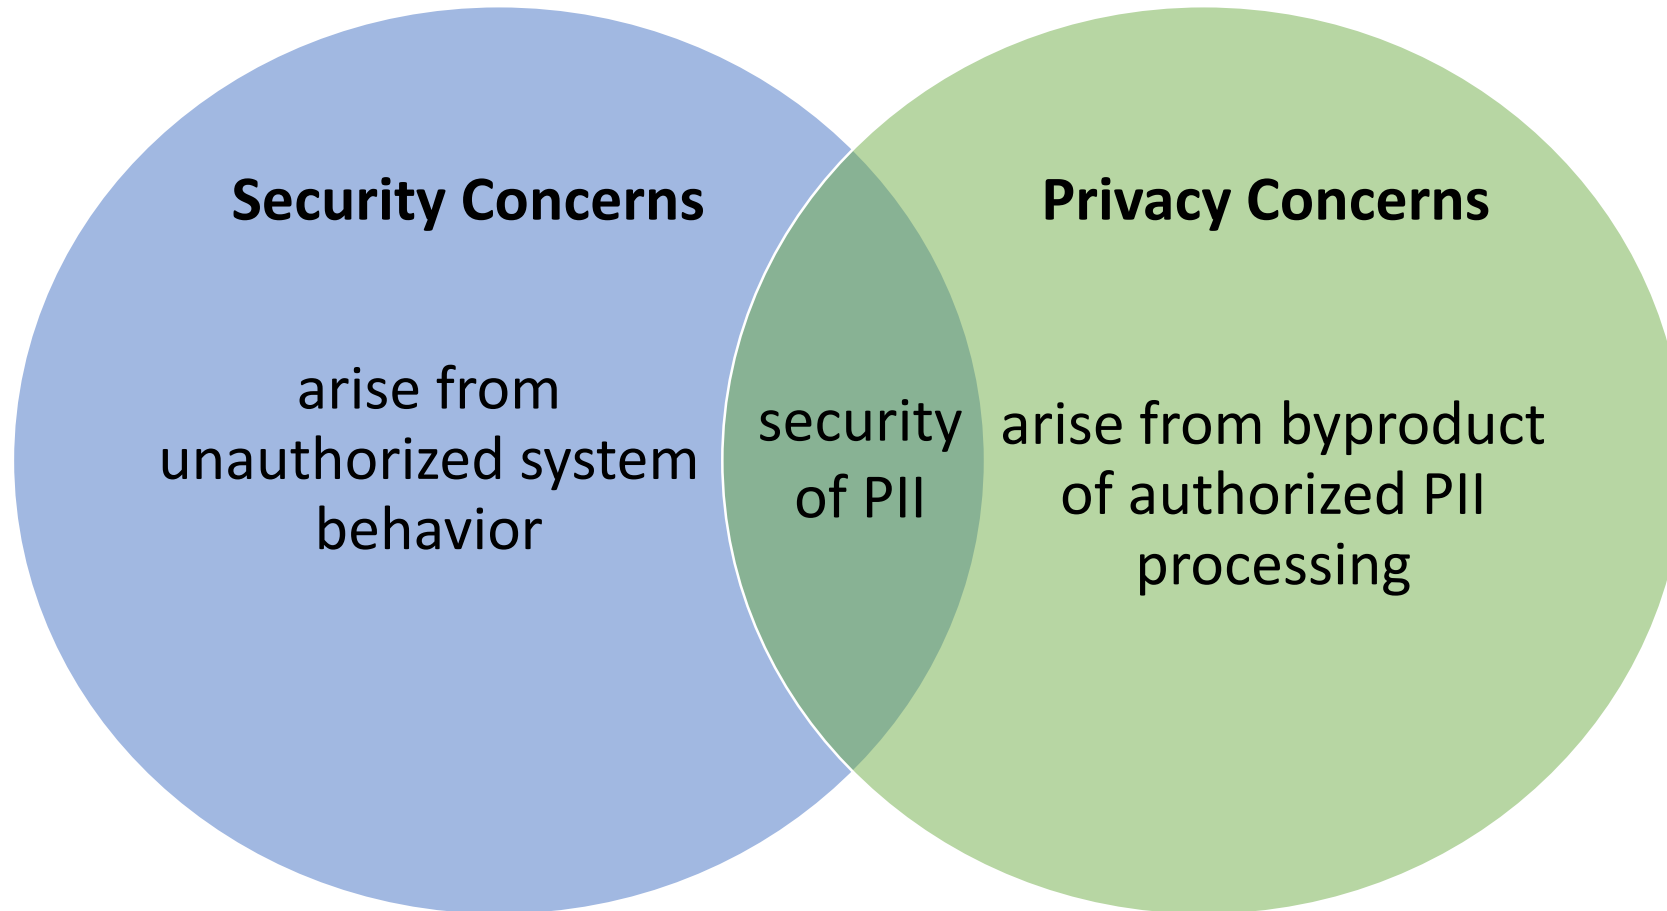 Security Concerns
arise from
unauthorized system
behavior
security
of PII
Privacy Concerns
arise from byproduct
of authorized PII
processing